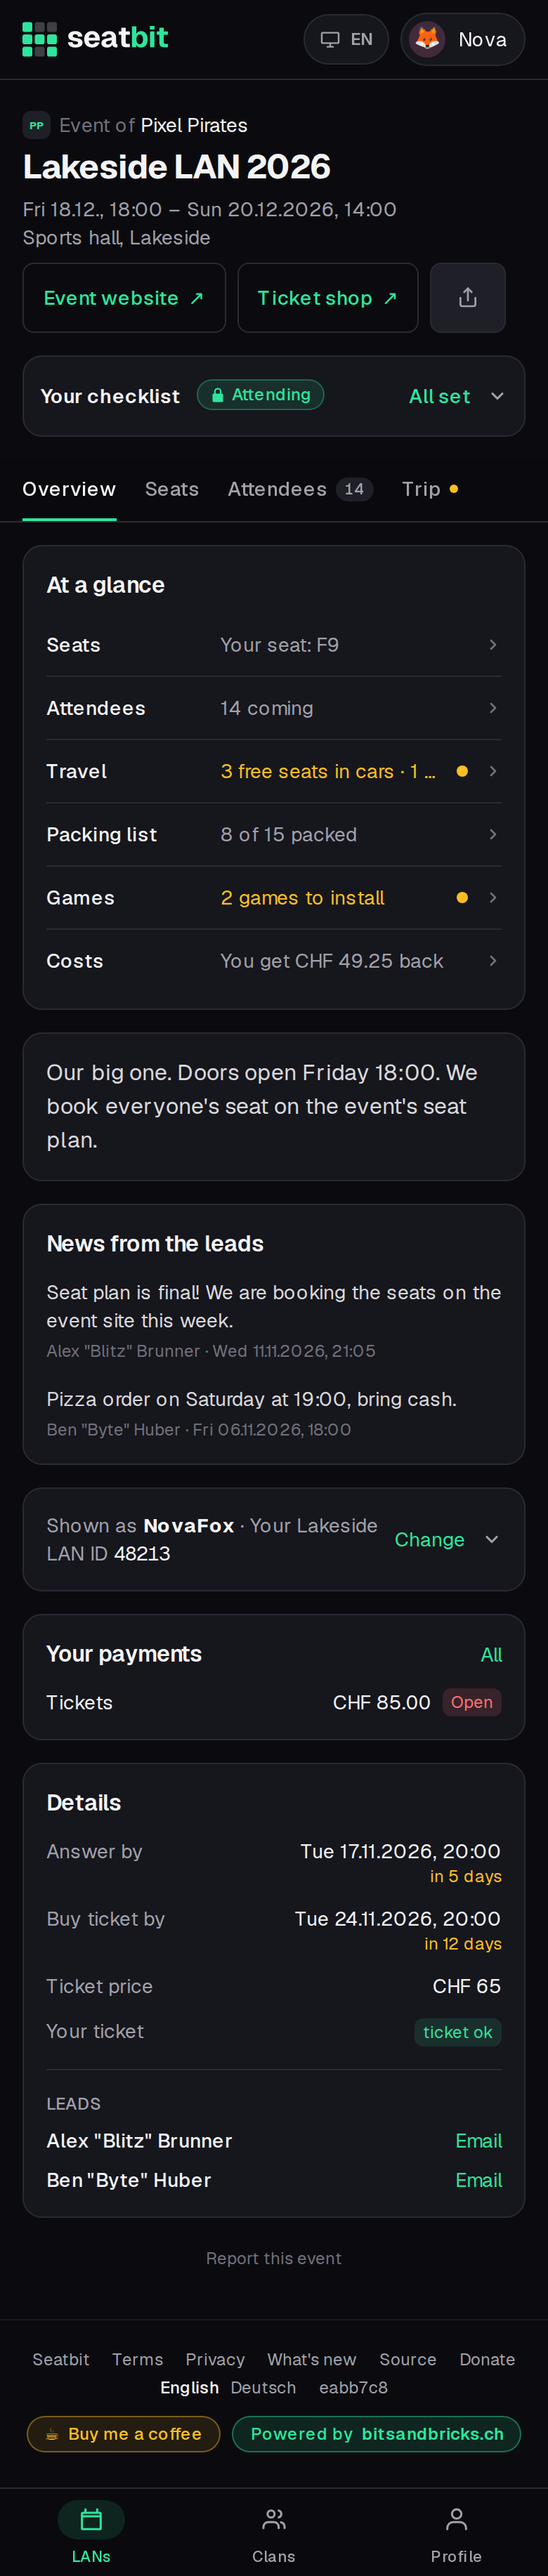 seatbit
EN
Nova
PP Event of Pixel Pirates
Lakeside LAN 2026
Fri 18.12., 18:00 – Sun 20.12.2026, 14:00
Sports hall, Lakeside
Event website ↗
Ticket shop ↗
Your checklist Attending All set
Overview Seats Attendees 14 Trip
At a glance
Seats Your seat: F9
Attendees 14 coming
Travel 3 free seats in cars · 1 ...
Packing list 8 of 15 packed
Games 2 games to install
Costs You get CHF 49.25 back
Our big one. Doors open Friday 18:00. We
book everyone's seat on the event's seat
plan.
News from the leads
Seat plan is final! We are booking the seats on the
event site this week.
Alex "Blitz" Brunner · Wed 11.11.2026, 21:05
Pizza order on Saturday at 19:00, bring cash.
Ben "Byte" Huber · Fri 06.11.2026, 18:00
Shown as NovaFox · Your Lakeside
LAN ID 48213
Change
Your payments All
Tickets CHF 85.00 Open
Details
Answer by Tue 17.11.2026, 20:00
in 5 days
Buy ticket by Tue 24.11.2026, 20:00
in 12 days
Ticket price CHF 65
Your ticket ticket ok
LEADS
Alex "Blitz" Brunner Email
Ben "Byte" Huber Email
Report this event
Seatbit Terms Privacy What's new Source Donate
English Deutsch eabb7c8
Buy me a coffee
Powered by bitsandbricks.ch
LANs Clans Profile